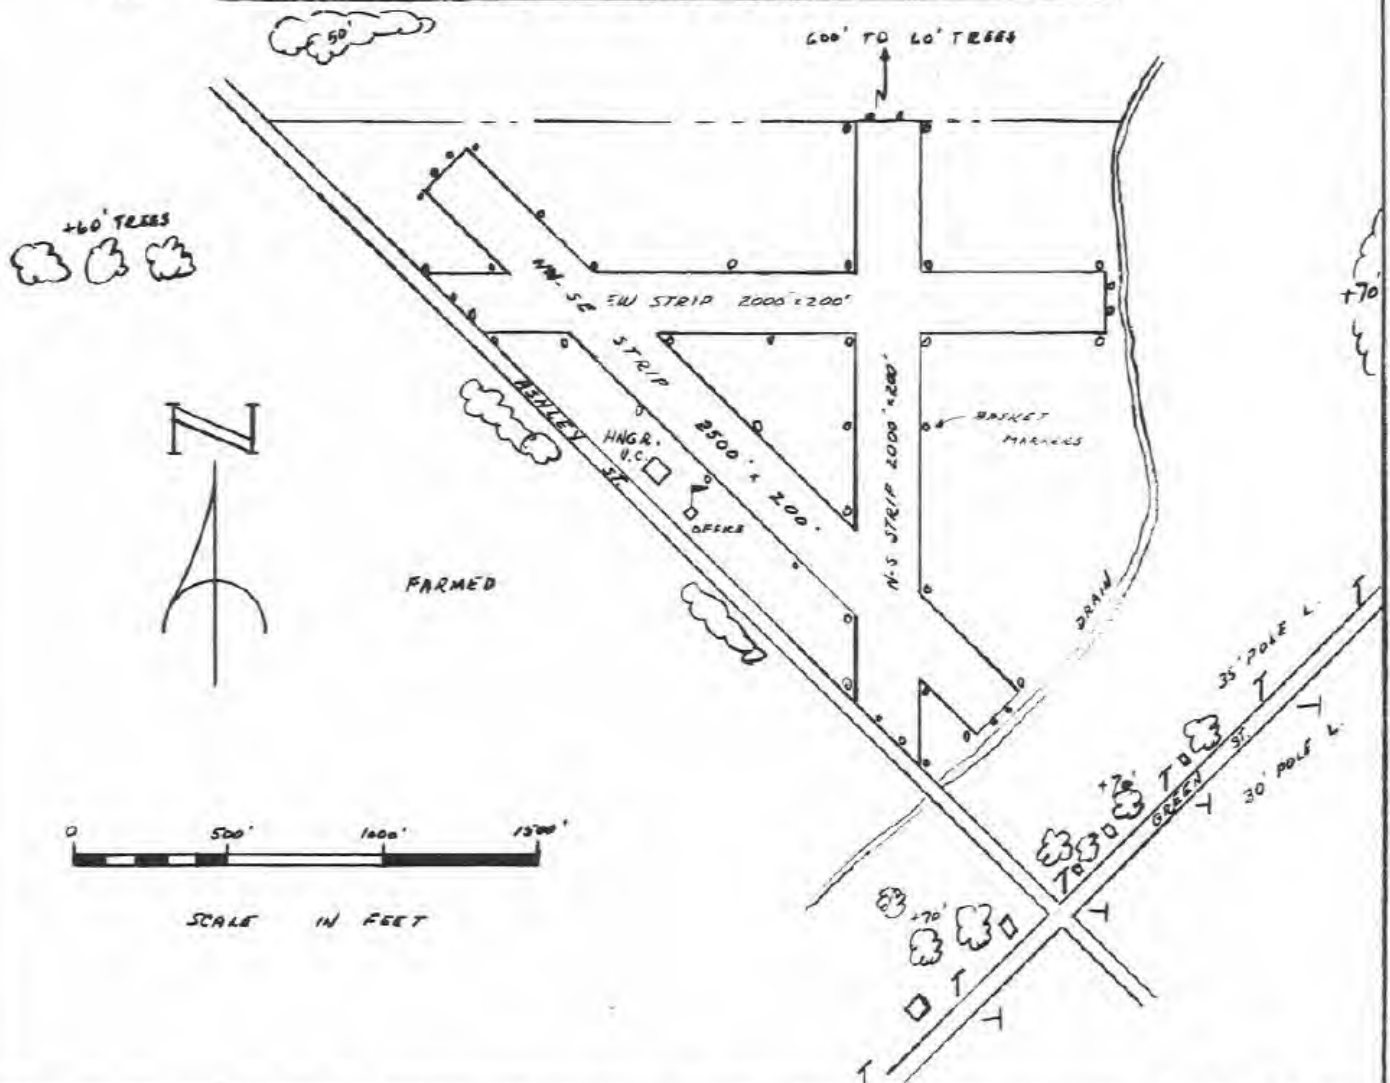 50'
600' TO 60' TREES
+60' TREES
+70'
NW-SE STRIP 2500' x 200'
EW STRIP 2000' x 200'
N-S STRIP 2000' x 200'
BASKET
MARKERS
ASHLEY ST.
HNGR.
U.C.
OFFICE
N
FARMED
DRAIN
35' POLE L.
GREEN ST.
30' POLE L.
+70'
+70'
0 500' 1000' 1500'
SCALE IN FEET